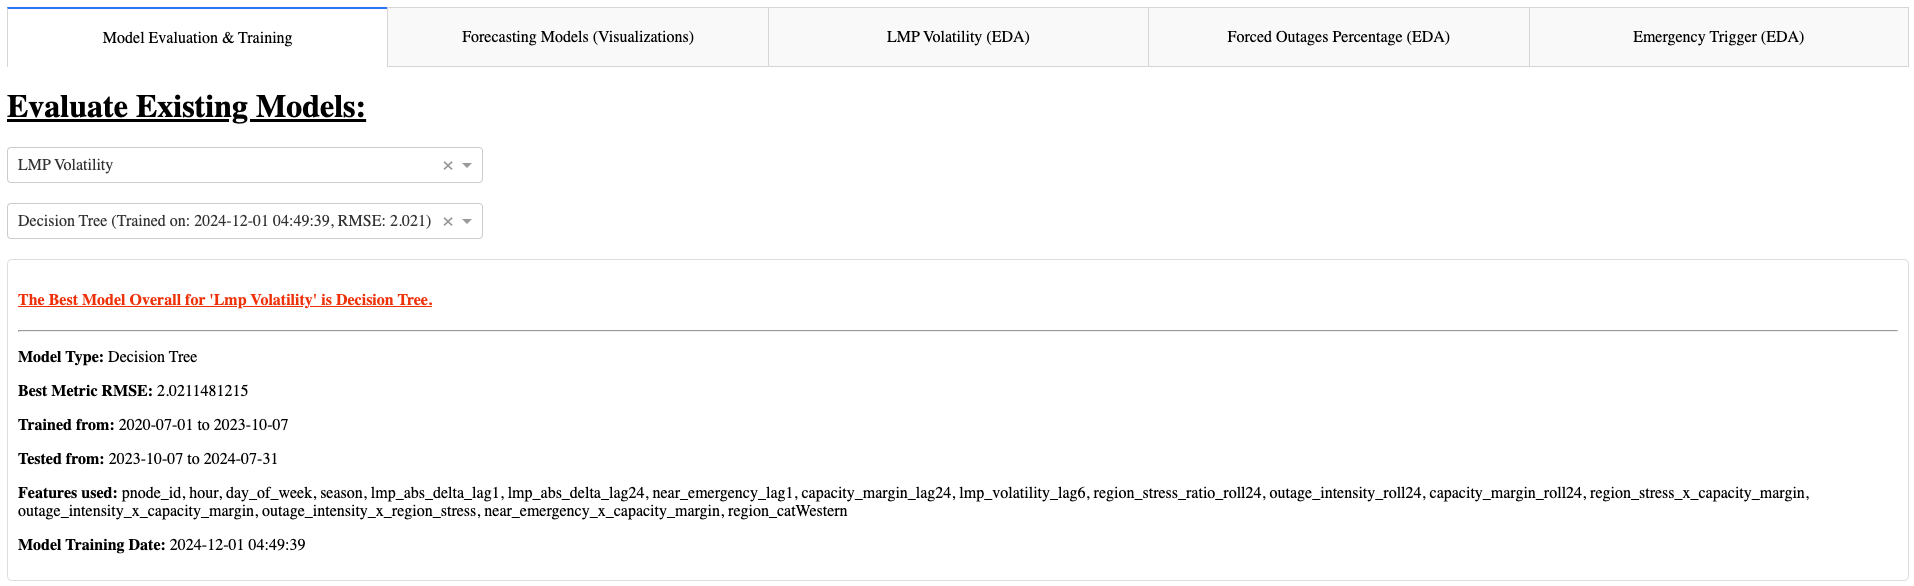 Model Evaluation & Training
Forecasting Models (Visualizations)
LMP Volatility (EDA)
Forced Outages Percentage (EDA)
Emergency Trigger (EDA)
Evaluate Existing Models:
LMP Volatility
Decision Tree (Trained on: 2024-12-01 04:49:39, RMSE: 2.021)
The Best Model Overall for 'Lmp Volatility' is Decision Tree.
Model Type: Decision Tree
Best Metric RMSE: 2.0211481215
Trained from: 2020-07-01 to 2023-10-07
Tested from: 2023-10-07 to 2024-07-31
Features used: pnode_id, hour, day_of_week, season, lmp_abs_delta_lag1, lmp_abs_delta_lag24, near_emergency_lag1, capacity_margin_lag24, lmp_volatility_lag6, region_stress_ratio_roll24, outage_intensity_roll24, capacity_margin_roll24, region_stress_x_capacity_margin,
outage_intensity_x_capacity_margin, outage_intensity_x_region_stress, near_emergency_x_capacity_margin, region_catWestern
Model Training Date: 2024-12-01 04:49:39